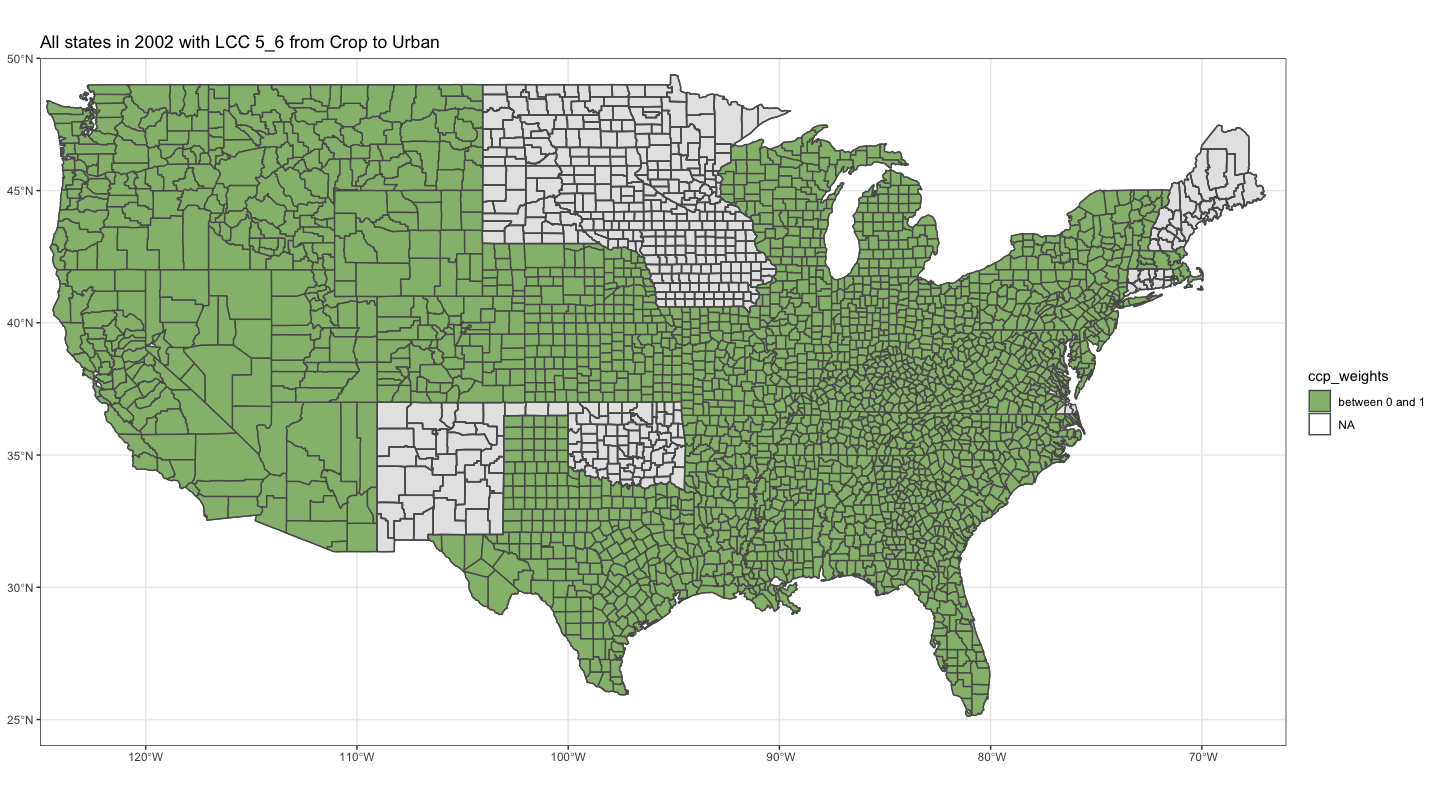 All states in 2002 with LCC 5_6 from Crop to Urban
50°N
45°N
40°N
35°N
30°N
25°N
120°W
110°W
100°W
90°W
80°W
70°W
ccp_weights
between 0 and 1
NA